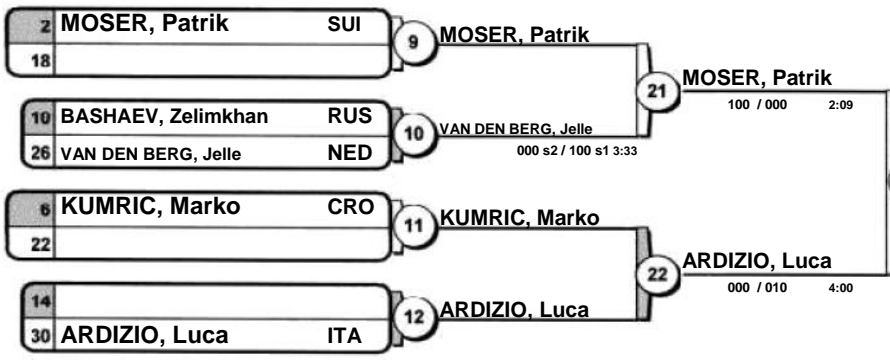 2 MOSER, Patrik SUI
18
9 MOSER, Patrik
21 MOSER, Patrik
100 / 000 2:09
10 BASHAEV, Zelimkhan RUS
26 VAN DEN BERG, Jelle NED
10 VAN DEN BERG, Jelle
000 s2 / 100 s1 3:33
6 KUMRIC, Marko CRO
22
11 KUMRIC, Marko
22 ARDIZIO, Luca
000 / 010 4:00
14
30 ARDIZIO, Luca ITA
12 ARDIZIO, Luca